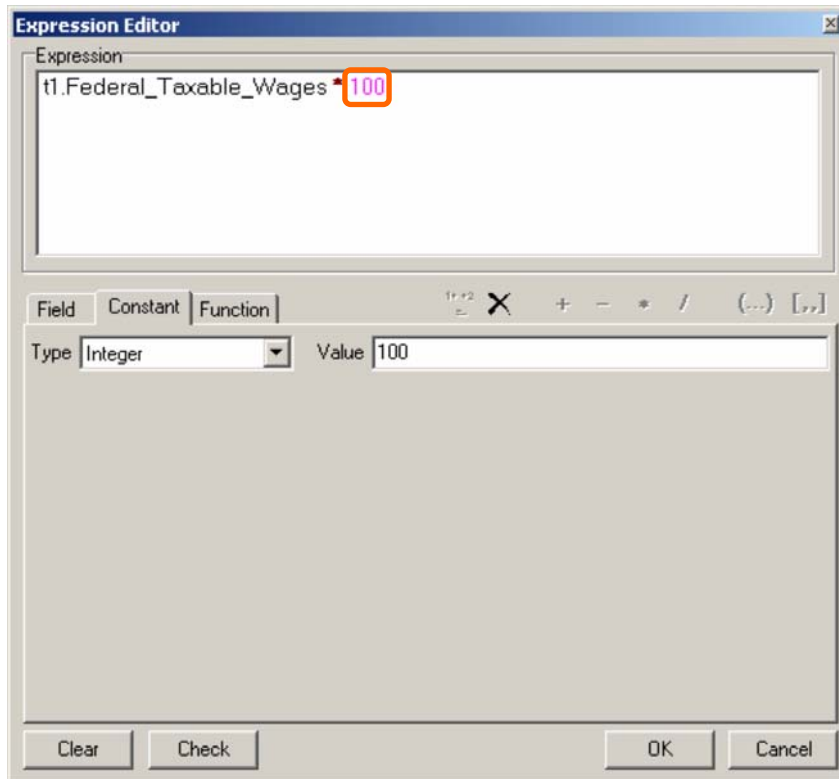 Expression Editor
Expression
t1.Federal_Taxable_Wages * 100
Field Constant Function + - * / (...) [,,]
Type Integer Value 100
Clear Check OK Cancel